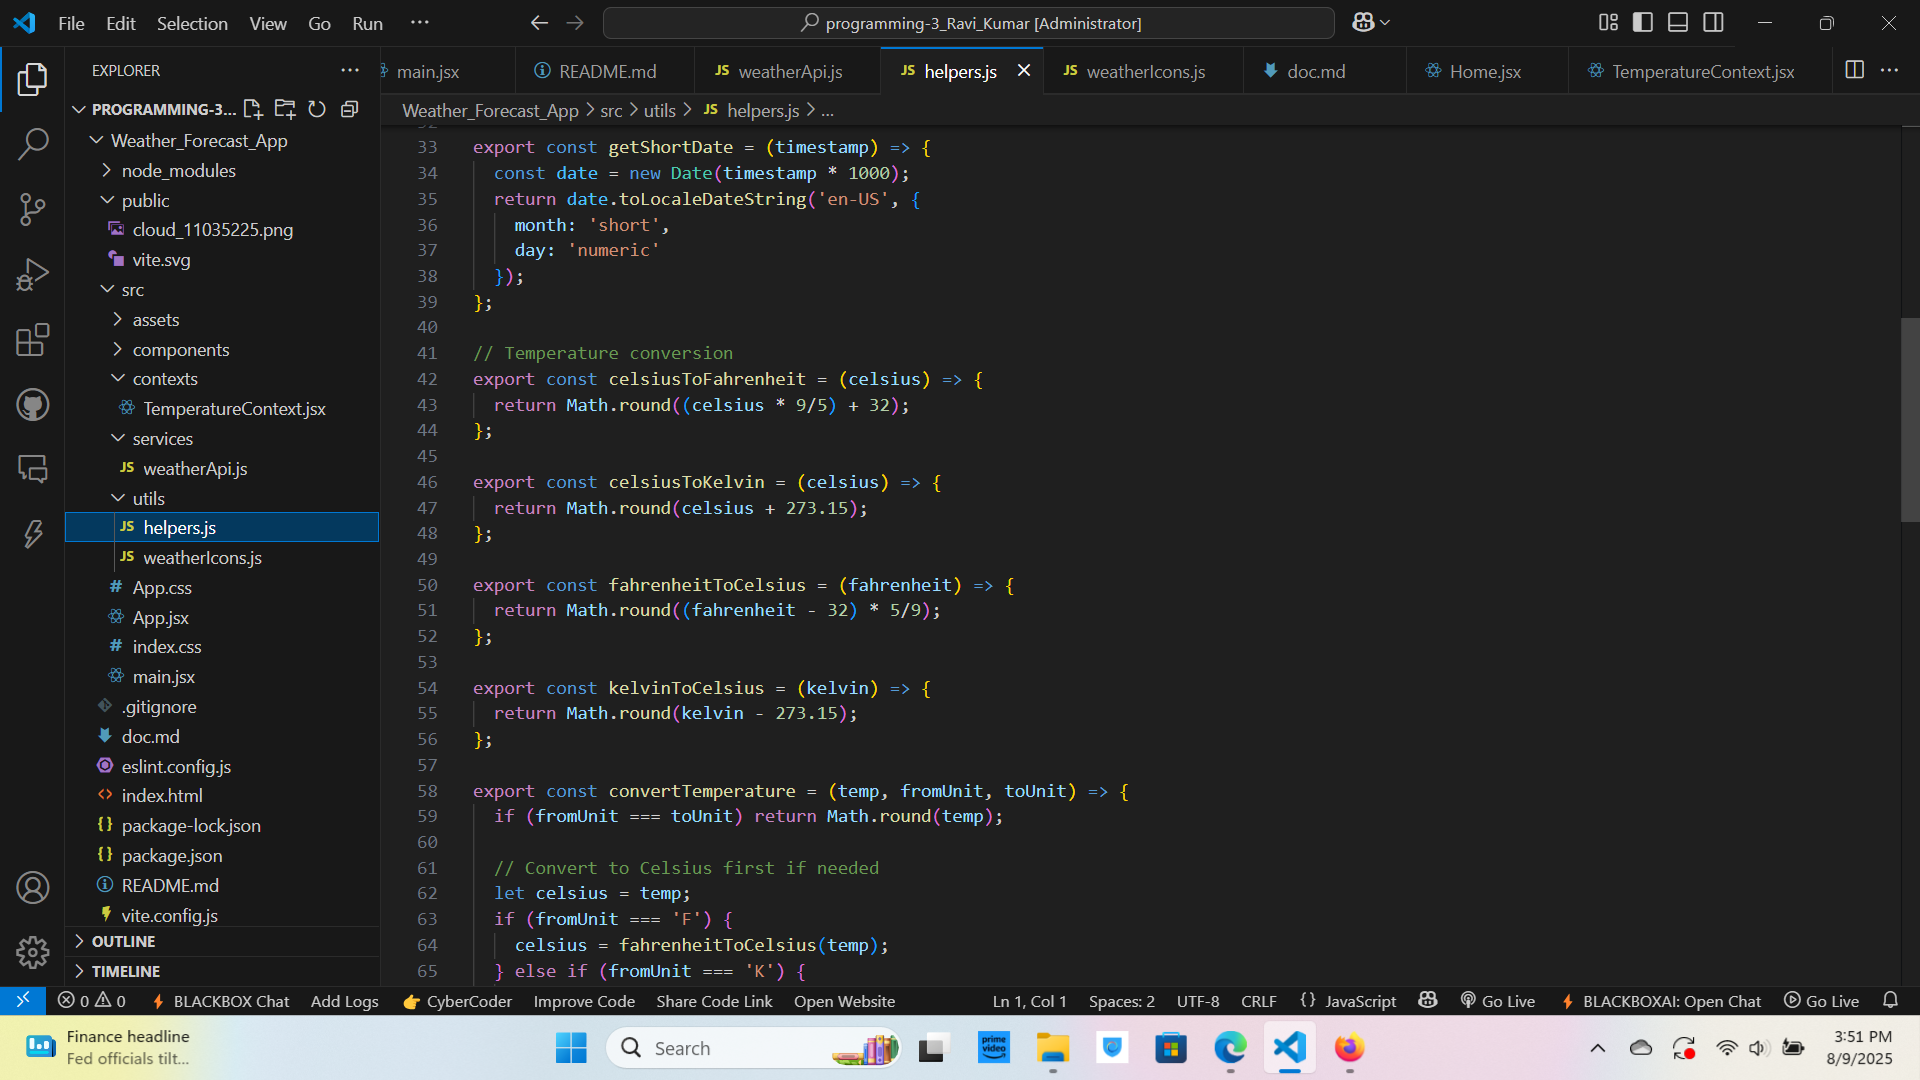 File Edit Selection View Go Run ···
programming-3_Ravi_Kumar [Administrator]
EXPLORER
main.jsx
README.md
JS weatherApi.js
JS helpers.js
JS weatherIcons.js
doc.md
Home.jsx
TemperatureContext.jsx
Weather_Forecast_App > src > utils > JS helpers.js > ...
PROGRAMMING-3...
Weather_Forecast_App
node_modules
public
cloud_11035225.png
vite.svg
src
assets
components
contexts
TemperatureContext.jsx
services
JS weatherApi.js
utils
JS helpers.js
JS weatherIcons.js
# App.css
App.jsx
# index.css
main.jsx
.gitignore
doc.md
eslint.config.js
<> index.html
{} package-lock.json
{} package.json
README.md
vite.config.js
OUTLINE
TIMELINE
33 export const getShortDate = (timestamp) => {
34 const date = new Date(timestamp * 1000);
35 return date.toLocaleDateString('en-US', {
36 month: 'short',
37 day: 'numeric'
38 });
39 };
40
41 // Temperature conversion
42 export const celsiusToFahrenheit = (celsius) => {
43 return Math.round((celsius * 9/5) + 32);
44 };
45
46 export const celsiusToKelvin = (celsius) => {
47 return Math.round(celsius + 273.15);
48 };
49
50 export const fahrenheitToCelsius = (fahrenheit) => {
51 return Math.round((fahrenheit - 32) * 5/9);
52 };
53
54 export const kelvinToCelsius = (kelvin) => {
55 return Math.round(kelvin - 273.15);
56 };
57
58 export const convertTemperature = (temp, fromUnit, toUnit) => {
59 if (fromUnit === toUnit) return Math.round(temp);
60
61 // Convert to Celsius first if needed
62 let celsius = temp;
63 if (fromUnit === 'F') {
64 celsius = fahrenheitToCelsius(temp);
65 } else if (fromUnit === 'K') {
0 0 BLACKBOX Chat Add Logs CyberCoder Improve Code Share Code Link Open Website
Ln 1, Col 1 Spaces: 2 UTF-8 CRLF {} JavaScript Go Live BLACKBOXAI: Open Chat Go Live
Finance headline
Fed officials tilt...
Search
prime video
3:51 PM
8/9/2025